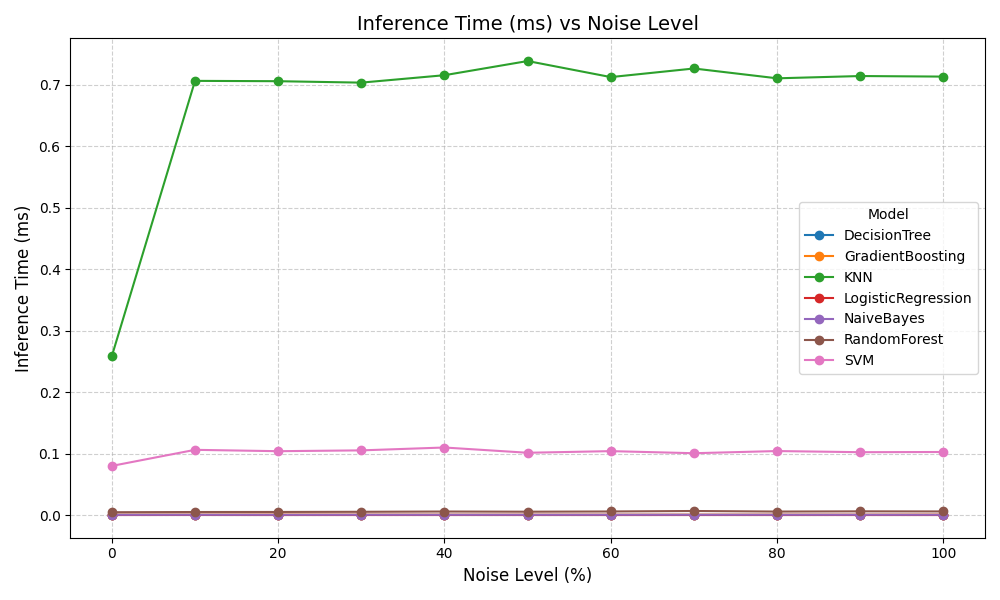 Inference Time (ms) vs Noise Level
Inference Time (ms)
0.7
0.6
0.5
0.4
0.3
0.2
0.1
0.0
0
20
40
60
80
100
Noise Level (%)
Model
DecisionTree
GradientBoosting
KNN
LogisticRegression
NaiveBayes
RandomForest
SVM